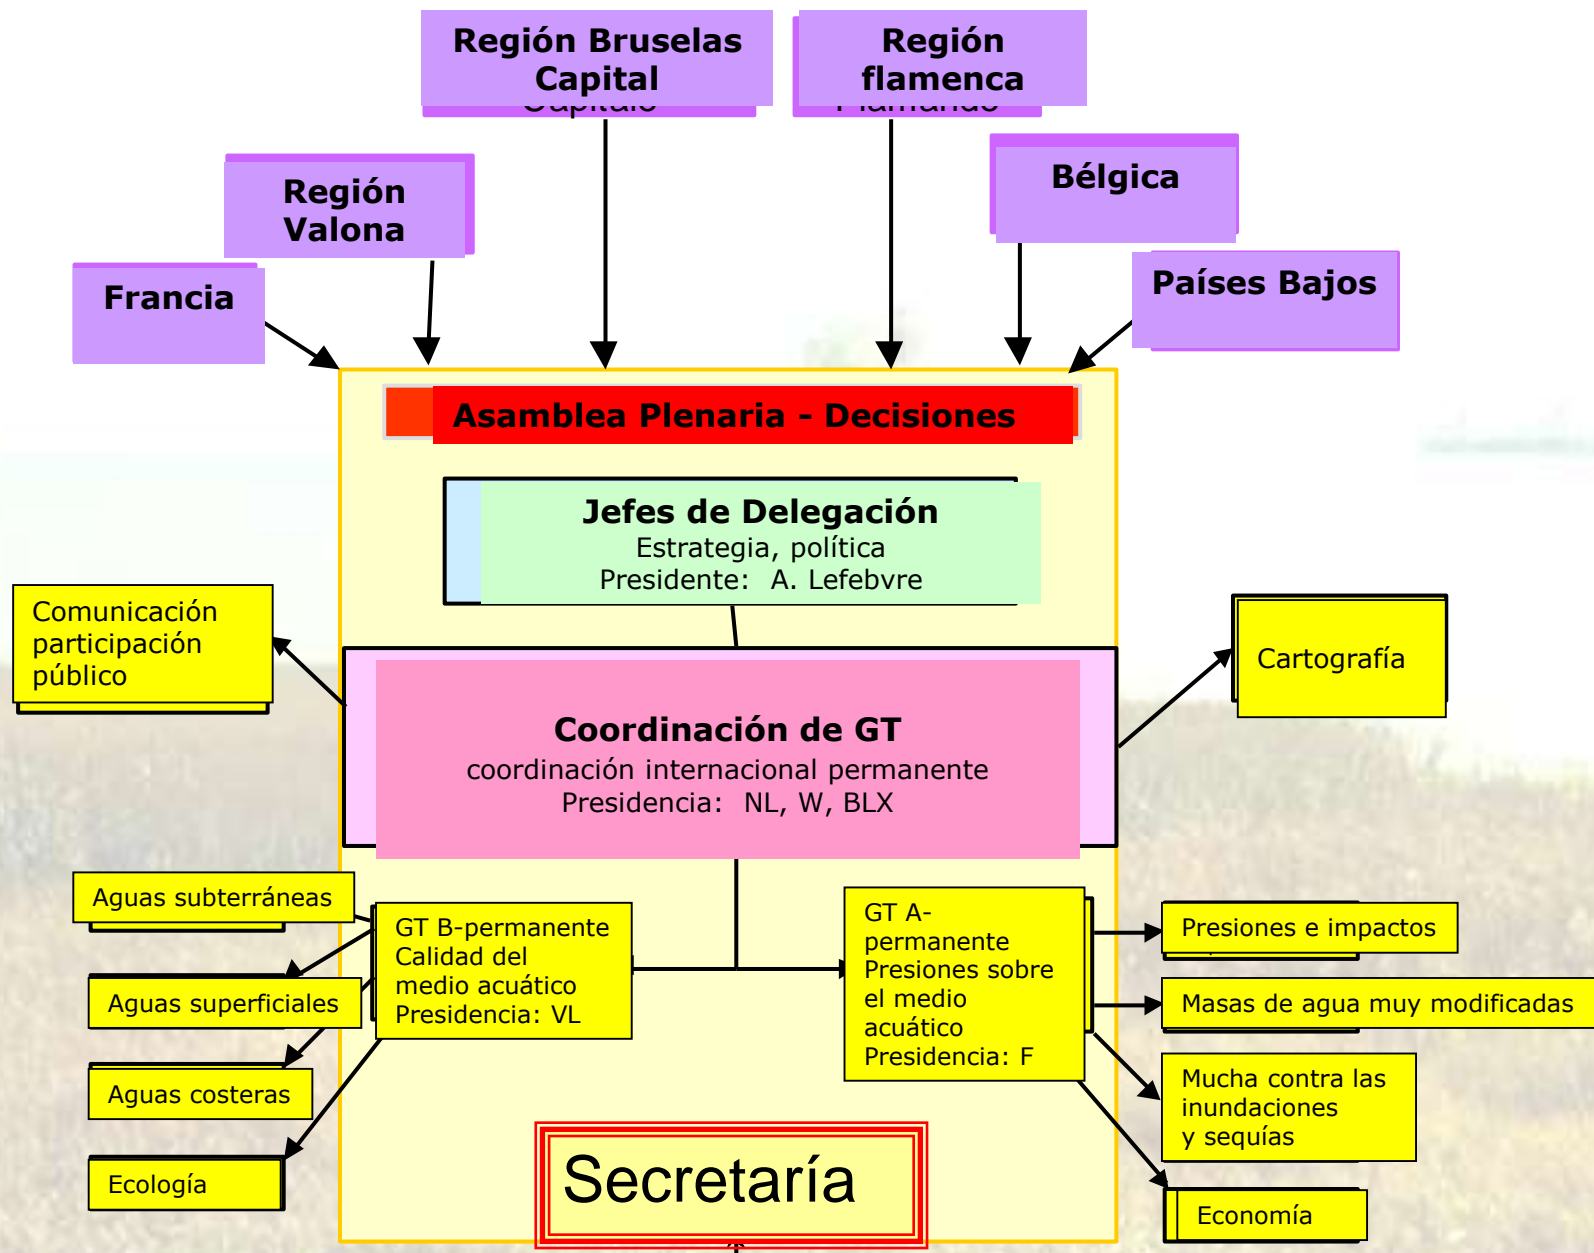 Región Bruselas
Capital
Región
flamenca
Región
Valona
Bélgica
Francia
Países Bajos
Asamblea Plenaria - Decisiones
Jefes de Delegación
Estrategia, política
Presidente: A. Lefebvre
Comunicación
participación
público
Cartografía
Coordinación de GT
coordinación internacional permanente
Presidencia: NL, W, BLX
Aguas subterráneas
Aguas superficiales
Aguas costeras
Ecología
GT B-permanente
Calidad del
medio acuático
Presidencia: VL
GT A-
permanente
Presiones sobre
el medio
acuático
Presidencia: F
Presiones e impactos
Masas de agua muy modificadas
Mucha contra las
inundaciones
y sequías
Economía
Secretaría